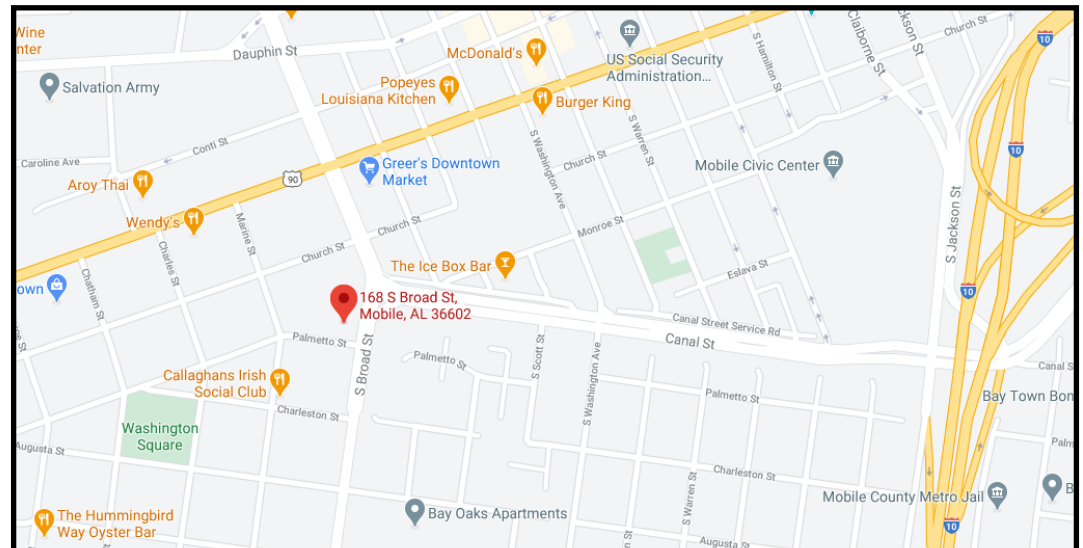 Wine
nter
Dauphin St
Salvation Army
McDonald's
Popeyes
Louisiana Kitchen
Burger King
US Social Security
Administration...
S Hamilton St
Claiborne St
ckson St
Church St
10
Caroline Ave
Conti St
Aroy Thai
90
Greer's Downtown
Market
S Washington Ave
Church St
S Warren St
Mobile Civic Center
10
Wendy's
Marine St
Charles St
Chatham St
Church St
Church St
Monroe St
The Ice Box Bar
Eslava St
S Jackson St
10
own
168 S Broad St,
Mobile, AL 36602
Canal Street Service Rd
Canal St
Canal S
Palmetto St
S Broad St
Palmetto St
S Scott St
S Washington Ave
Callaghans Irish
Social Club
Charleston St
Palmetto St
Bay Town Bon
Washington
Square
Augusta St
Palm
Charleston St
S Warren St
Mobile County Metro Jail
B
The Hummingbird
Way Oyster Bar
Bay Oaks Apartments
10
n St
Augusta St